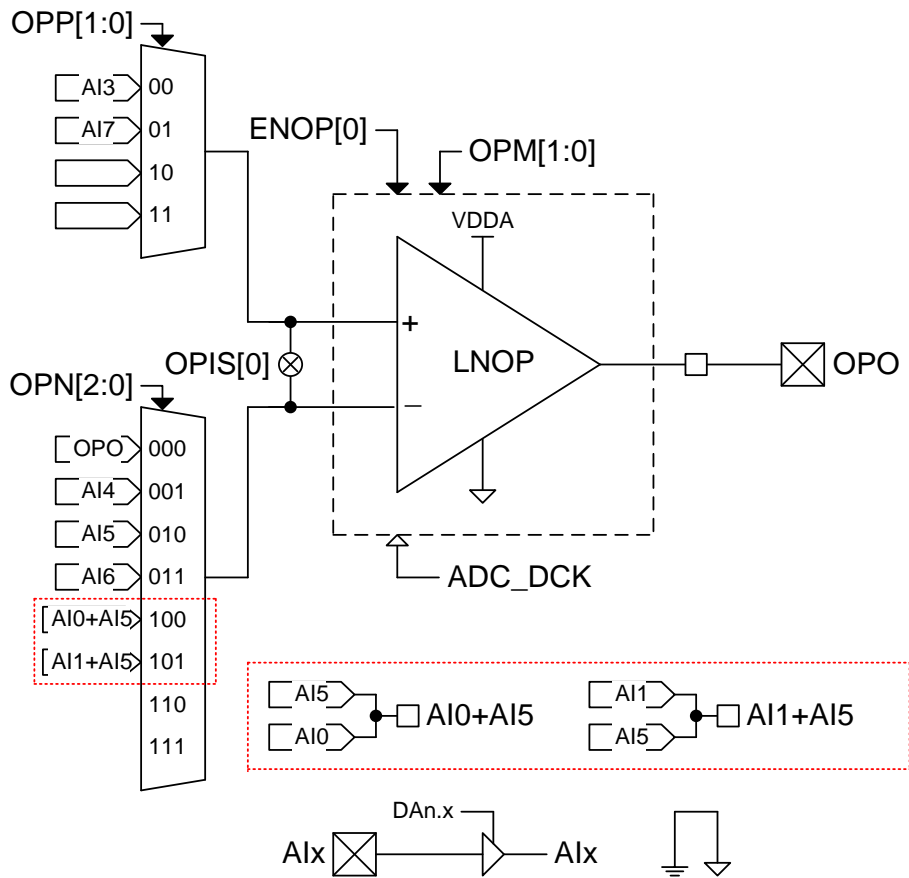 OPP[1:0]
AI3 00
AI7 01
10
11
ENOP[0]
OPM[1:0]
VDDA
+
LNOP
−
OPO
OPIS[0]
OPN[2:0]
OPO 000
AI4 001
AI5 010
AI6 011
AI0+AI5 100
AI1+AI5 101
110
111
ADC_DCK
AI5
AI0
AI0+AI5
AI1
AI5
AI1+AI5
DAn.x
AIx
AIx